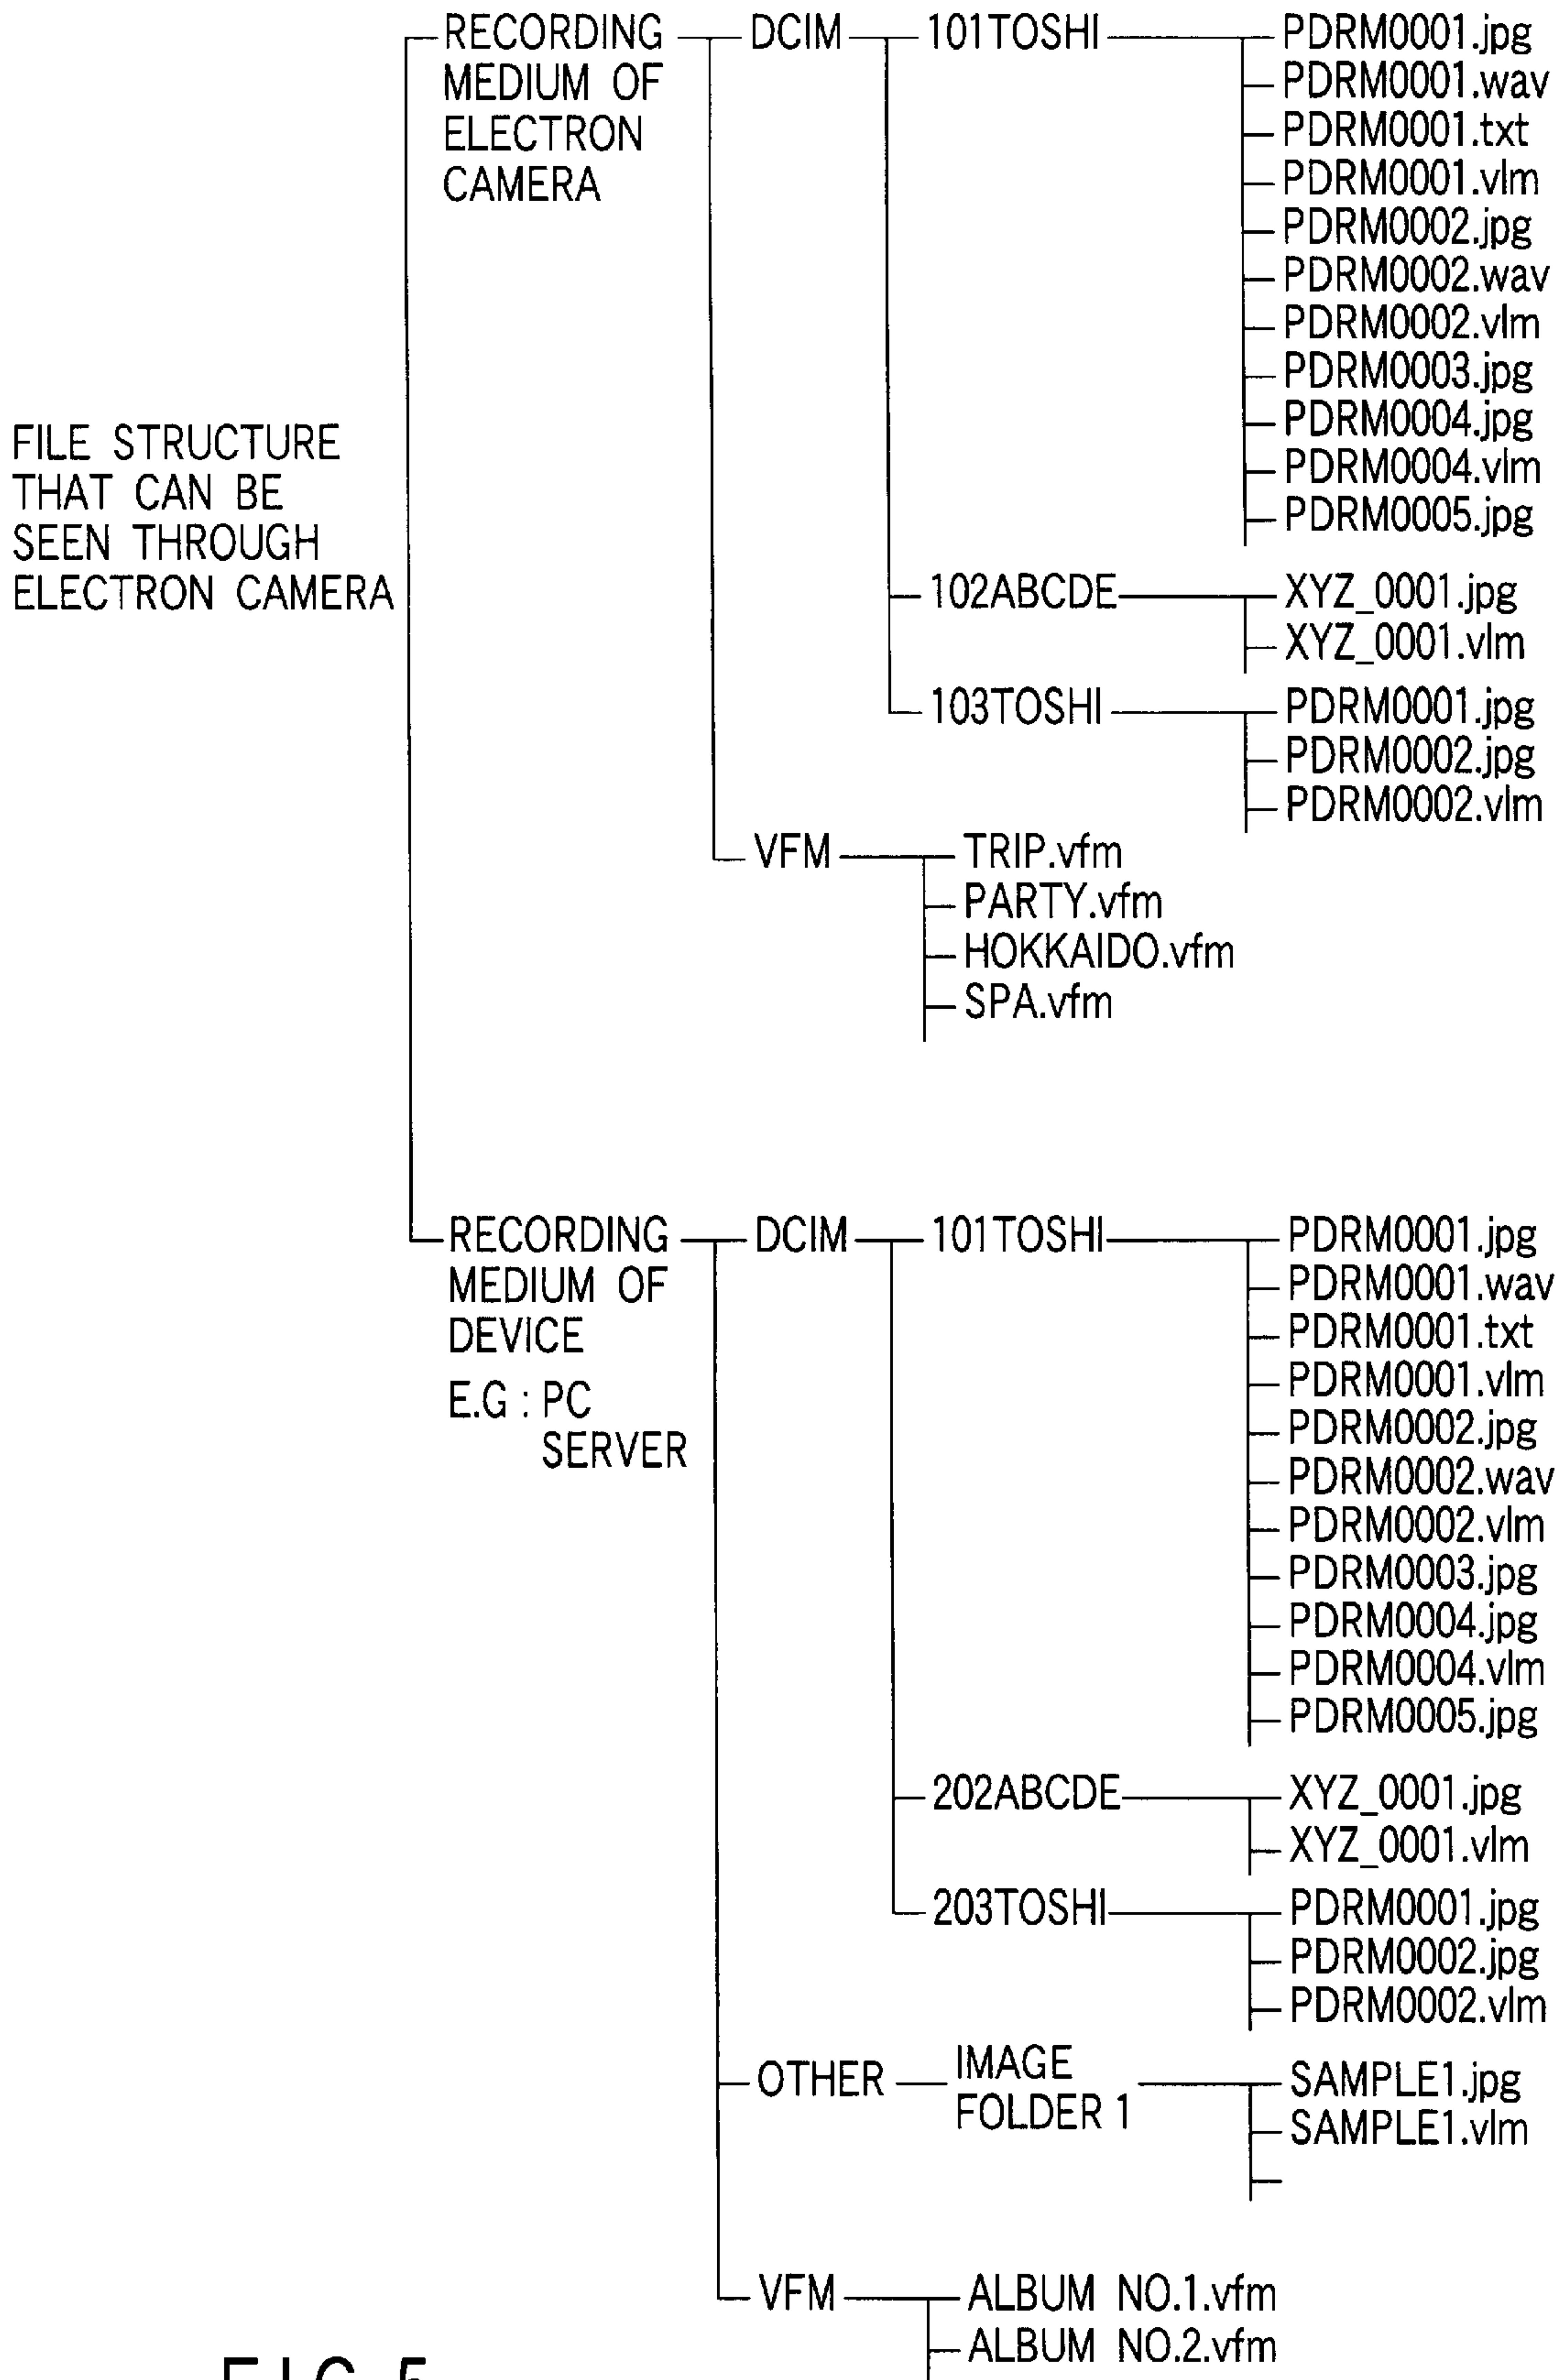 FILE STRUCTURE
THAT CAN BE
SEEN THROUGH
ELECTRON CAMERA
RECORDING
MEDIUM OF
ELECTRON
CAMERA
DCIM
101TOSHI
PDRM0001.jpg
PDRM0001.wav
PDRM0001.txt
PDRM0001.vlm
PDRM0002.jpg
PDRM0002.wav
PDRM0002.vlm
PDRM0003.jpg
PDRM0004.jpg
PDRM0004.vlm
PDRM0005.jpg
102ABCDE
XYZ_0001.jpg
XYZ_0001.vlm
103TOSHI
PDRM0001.jpg
PDRM0002.jpg
PDRM0002.vlm
VFM
TRIP.vfm
PARTY.vfm
HOKKAIDO.vfm
SPA.vfm
RECORDING
MEDIUM OF
DEVICE
E.G : PC
SERVER
DCIM
101TOSHI
PDRM0001.jpg
PDRM0001.wav
PDRM0001.txt
PDRM0001.vlm
PDRM0002.jpg
PDRM0002.wav
PDRM0002.vlm
PDRM0003.jpg
PDRM0004.jpg
PDRM0004.vlm
PDRM0005.jpg
202ABCDE
XYZ_0001.jpg
XYZ_0001.vlm
203TOSHI
PDRM0001.jpg
PDRM0002.jpg
PDRM0002.vlm
OTHER
IMAGE
FOLDER 1
SAMPLE1.jpg
SAMPLE1.vlm
VFM
ALBUM NO.1.vfm
ALBUM NO.2.vfm
FIG.5